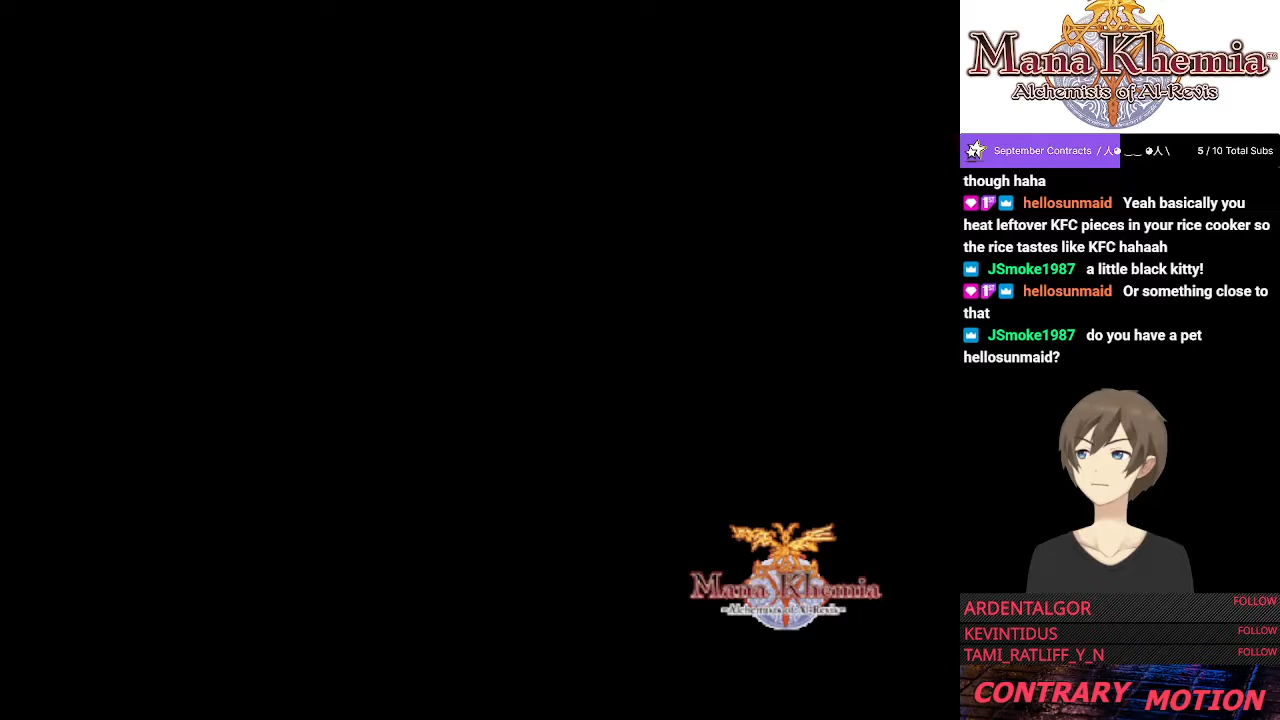 Mana Khemia
Alchemists of Al-Revis
September Contracts /人◕ ‿‿ ◕人\ 5 / 10 Total Subs
though haha
hellosunmaid Yeah basically you
heat leftover KFC pieces in your rice cooker so
the rice tastes like KFC hahaah
JSmoke1987 a little black kitty!
hellosunmaid Or something close to
that
JSmoke1987 do you have a pet
hellosunmaid?
Mana Khemia
~Alchemists of Al-Revis~
ARDENTALGOR FOLLOW
KEVINTIDUS FOLLOW
TAMI_RATLIFF_Y_N FOLLOW
CONTRARY MOTION